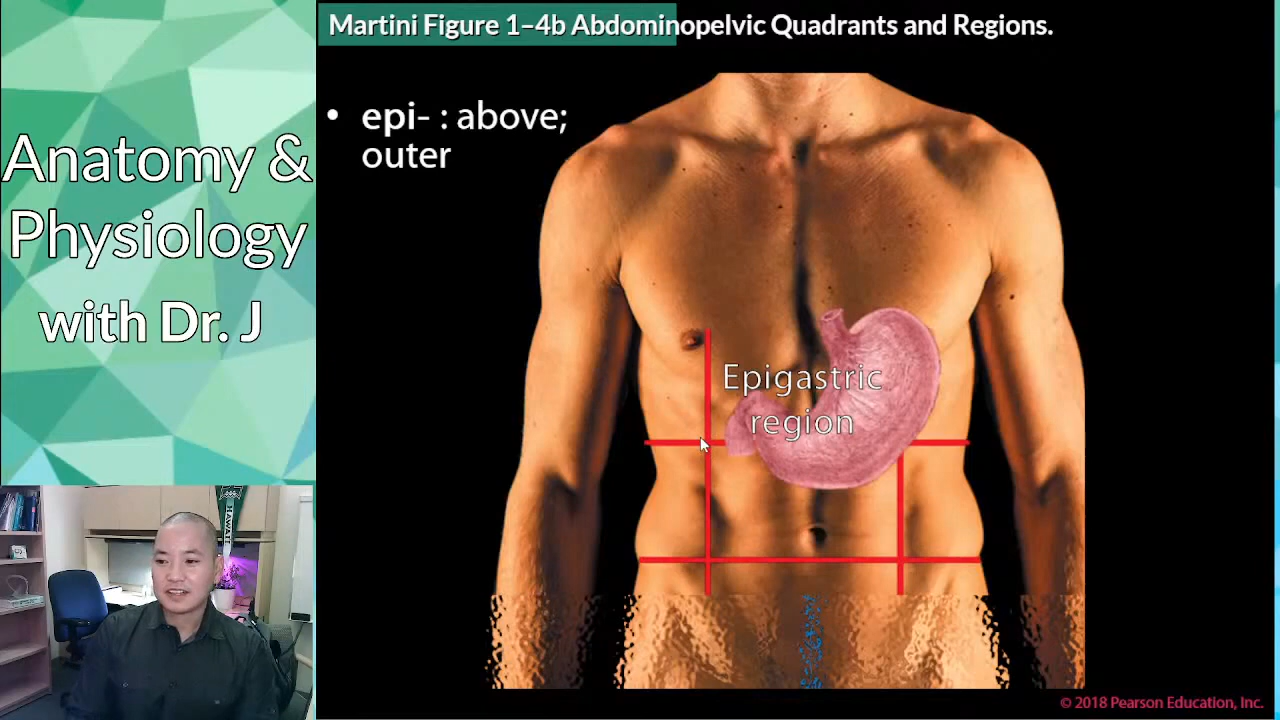 Martini Figure 1–4b Abdominopelvic Quadrants and Regions.
Anatomy &
Physiology
with Dr. J
• epi- : above;
outer
Epigastric
region
HAWAII
© 2018 Pearson Education, Inc.